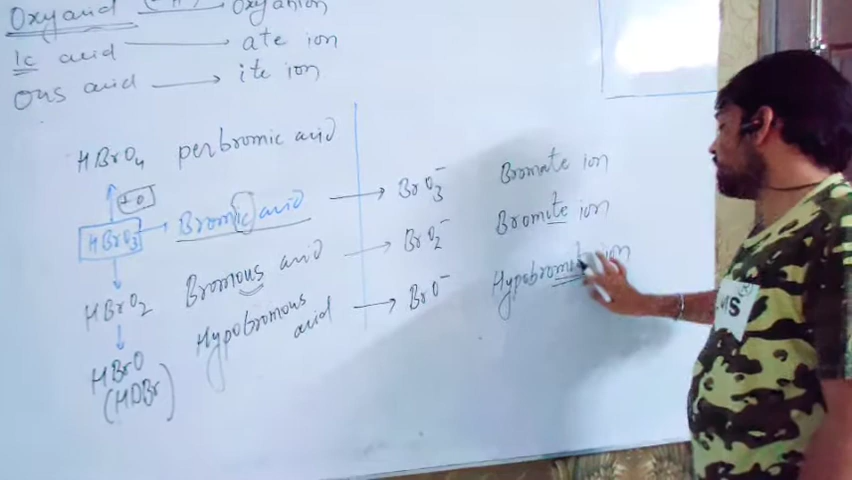 Oxyacid → Oxyanion
Ic acid → ate ion
Ous acid → ite ion
HBrO4 perbromic acid
+O
HBrO3 → Bromic acid → BrO3⁻ Bromate ion
HBrO2 Bromous acid → BrO2⁻ Bromite ion
HBrO Hypobromous acid → BrO⁻ Hypobromite ion
(HOBr)